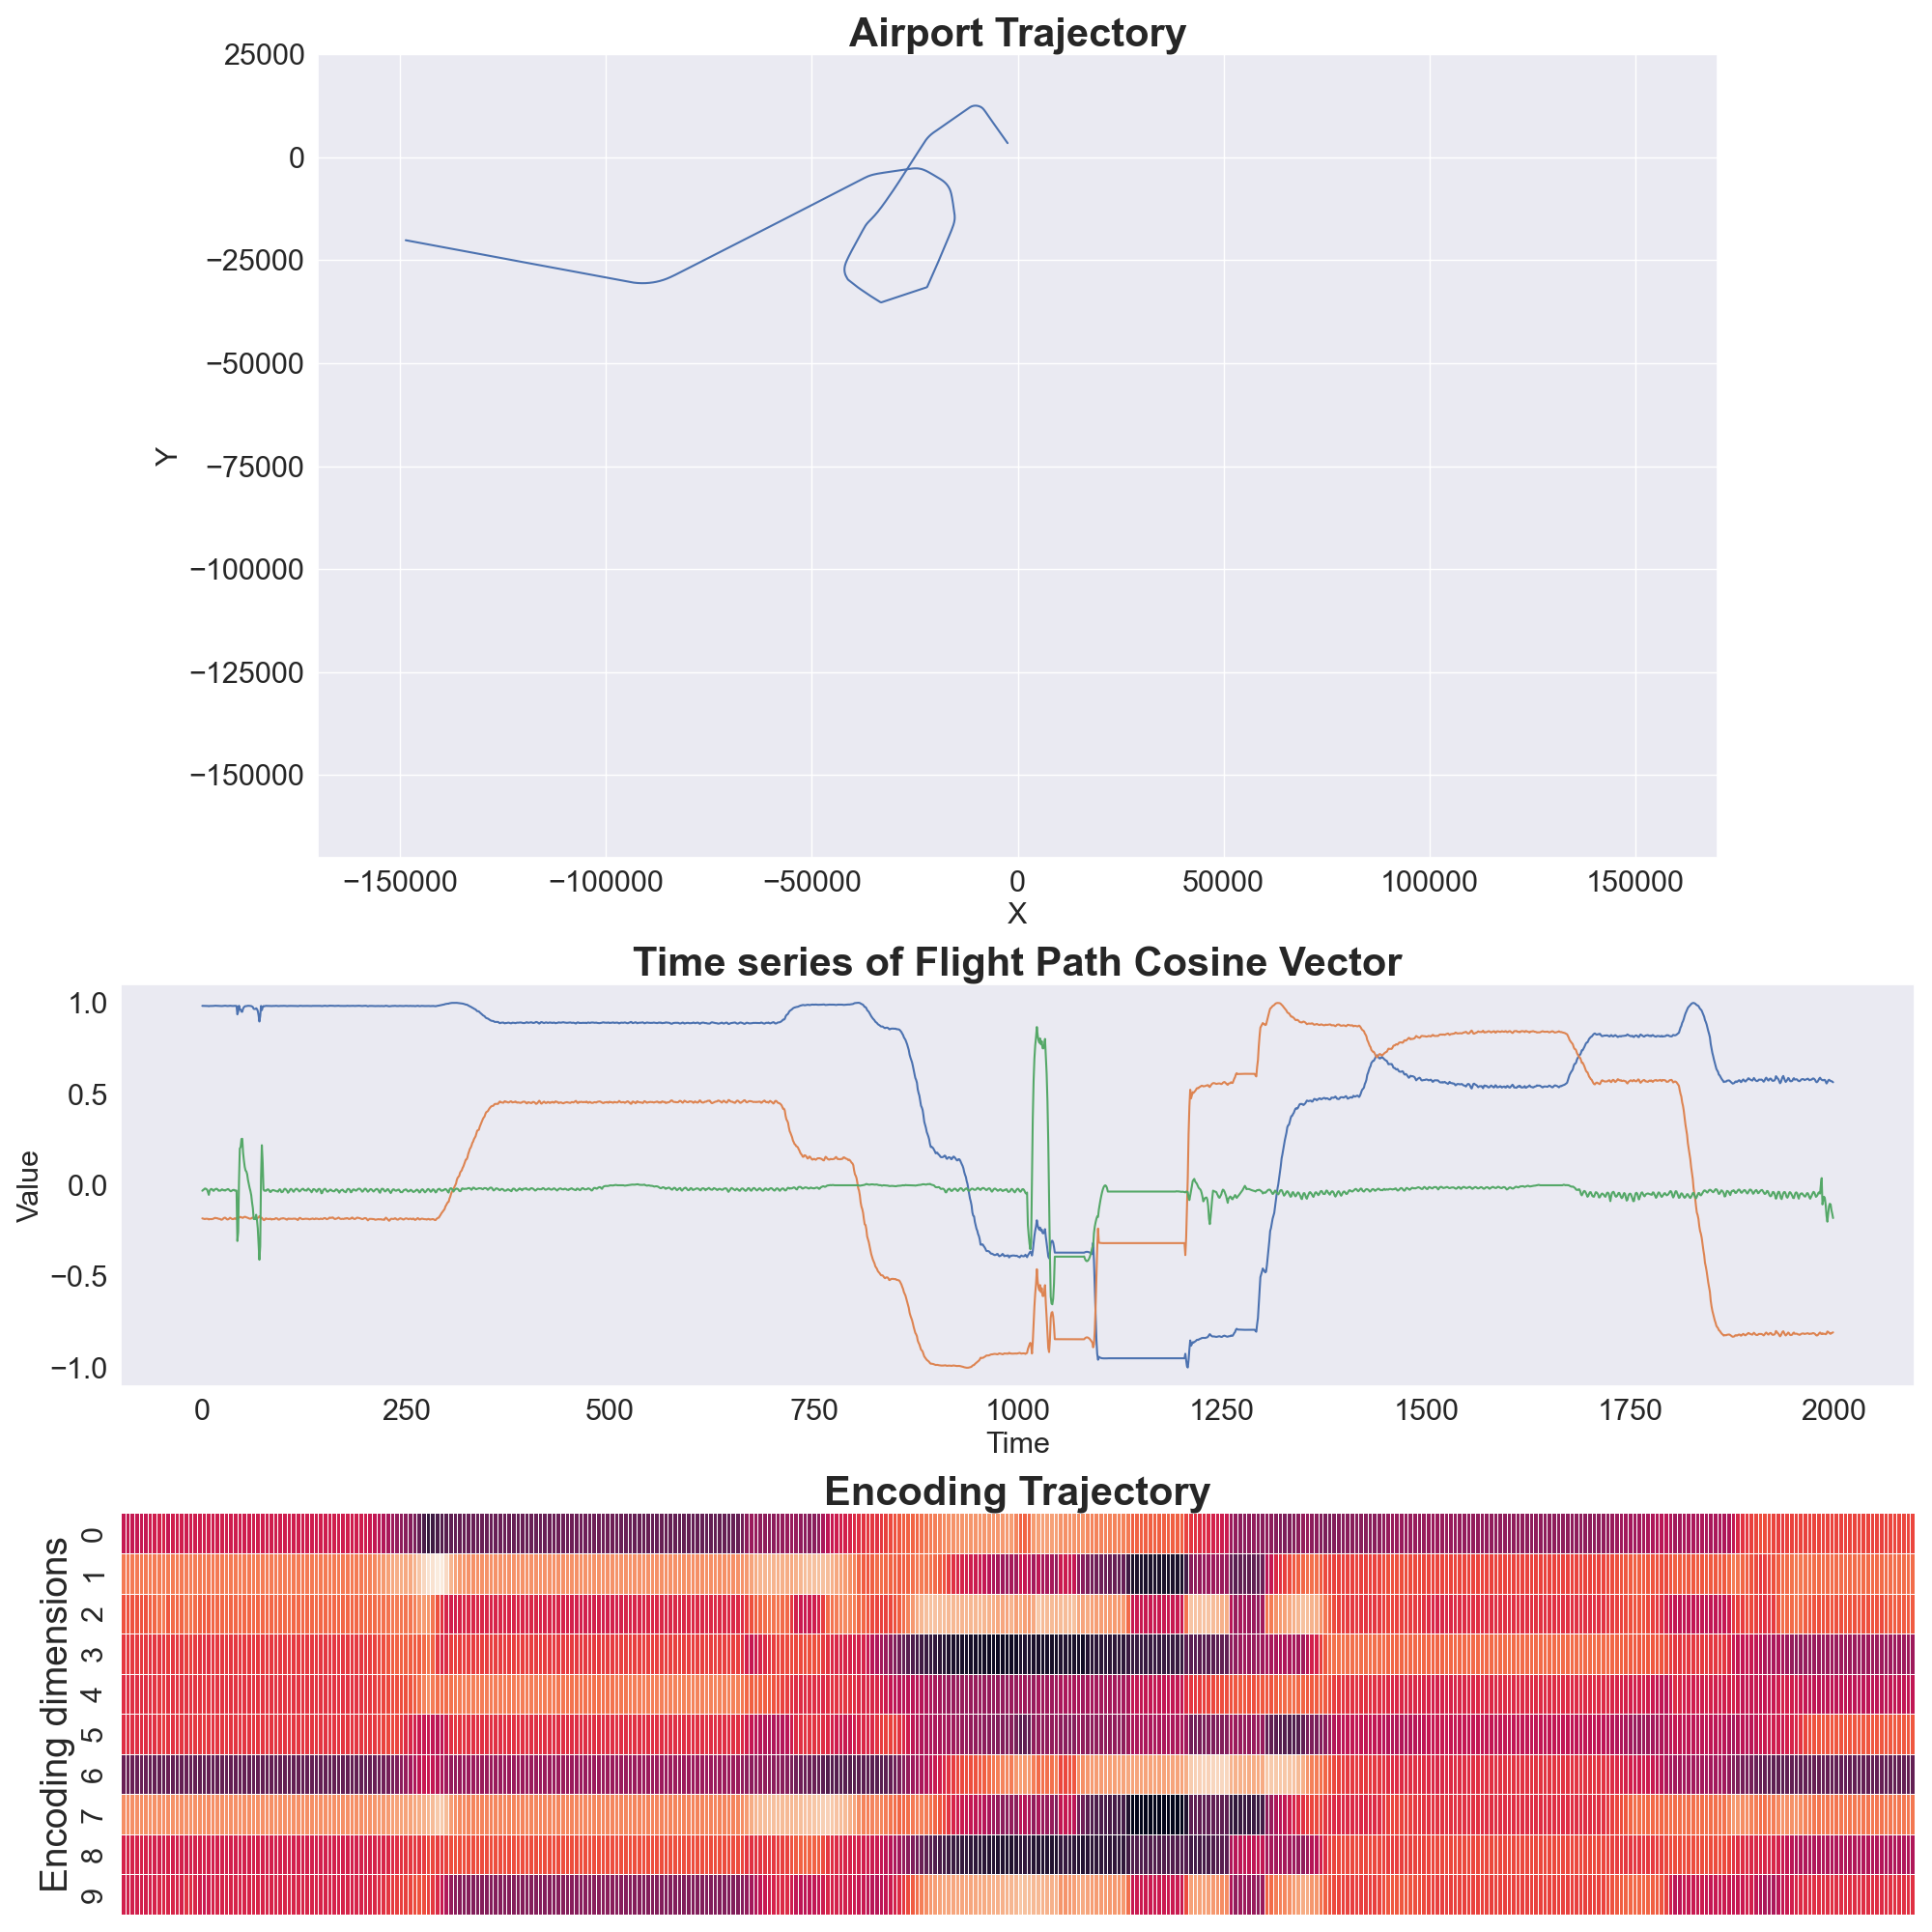 Airport Trajectory
25000
0
−25000
−50000
−75000
−100000
−125000
−150000
Y
−150000 −100000 −50000 0 50000 100000 150000
X
Time series of Flight Path Cosine Vector
1.0
0.5
0.0
−0.5
−1.0
Value
0 250 500 750 1000 1250 1500 1750 2000
Time
Encoding Trajectory
Encoding dimensions
0
1
2
3
4
5
6
7
8
9